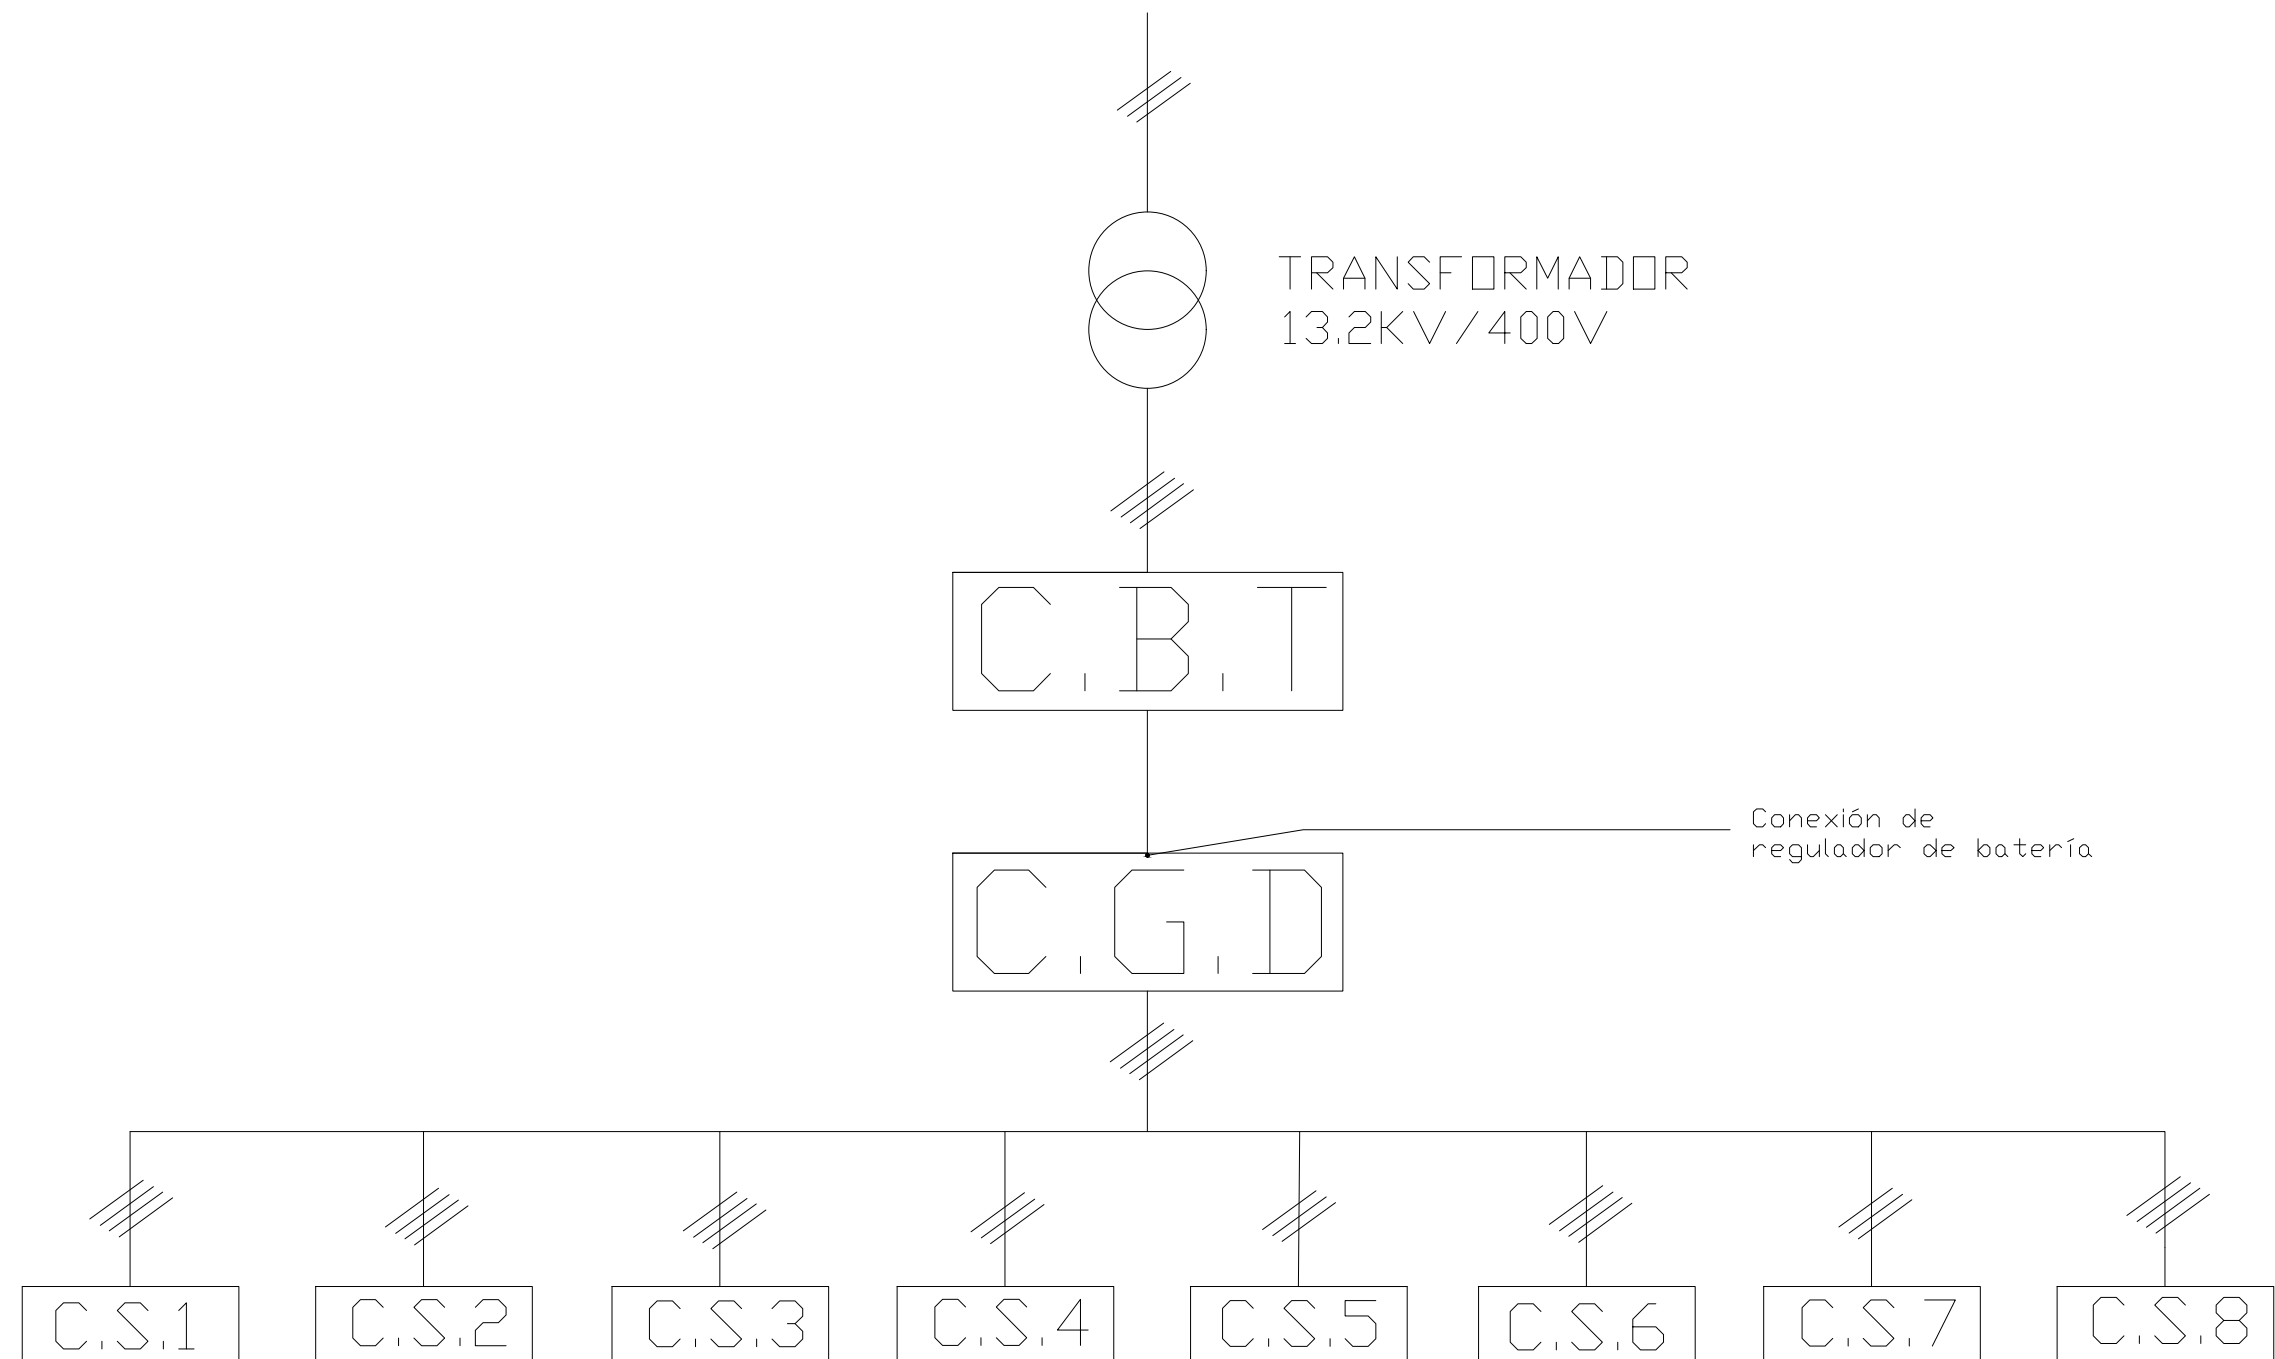 TRANSFORMADOR
13.2KV/400V
C.B.T
Conexión de
regulador de batería
C.G.D
C.S.1 C.S.2 C.S.3 C.S.4 C.S.5 C.S.6 C.S.7 C.S.8